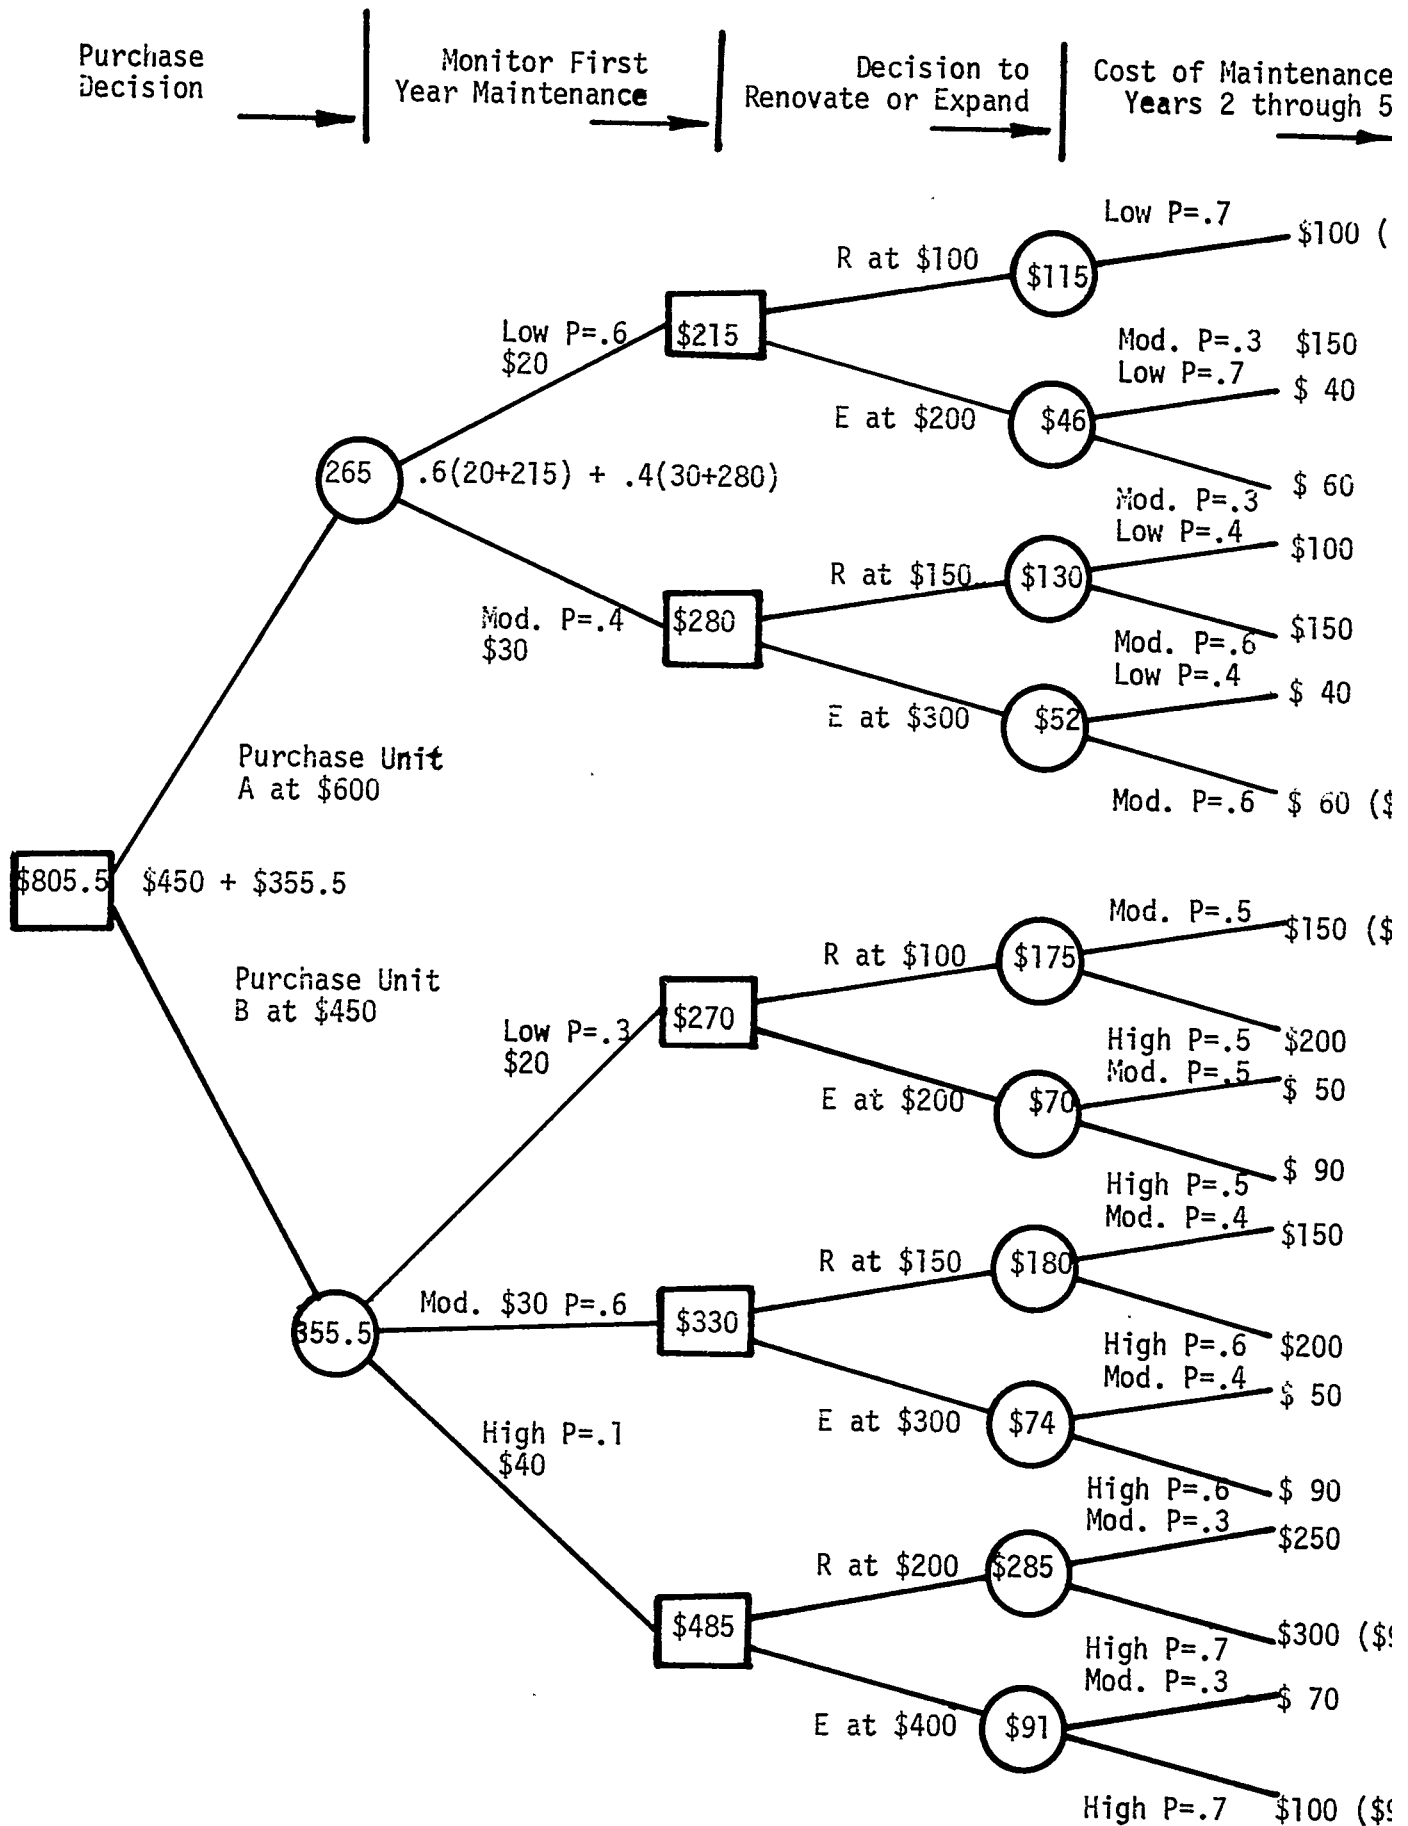 Purchase
Decision
Monitor First
Year Maintenance
Decision to
Renovate or Expand
Cost of Maintenance
Years 2 through 5
Low P=.7
$100 (
R at $100
$115
Low P=.6
$20
$215
Mod. P=.3 $150
Low P=.7
$ 40
E at $200
$46
265
.6(20+215) + .4(30+280)
$ 60
Mod. P=.3
Low P=.4
$100
R at $150
$130
Mod. P=.4
$30
$280
$150
Mod. P=.6
Low P=.4
$ 40
E at $300
$52
Purchase Unit
A at $600
Mod. P=.6
$ 60 ($
$805.5
$450 + $355.5
Mod. P=.5
$150 ($
R at $100
$175
Purchase Unit
B at $450
Low P=.3
$20
$270
High P=.5
$200
Mod. P=.5
$ 50
E at $200
$70
$ 90
High P=.5
Mod. P=.4
$150
R at $150
$180
Mod. $30 P=.6
$330
355.5
High P=.6
$200
Mod. P=.4
$ 50
E at $300
$74
High P=.1
$40
High P=.6
$ 90
Mod. P=.3
$250
R at $200
$285
$485
$300 ($9
High P=.7
Mod. P=.3
$ 70
E at $400
$91
High P=.7
$100 ($9